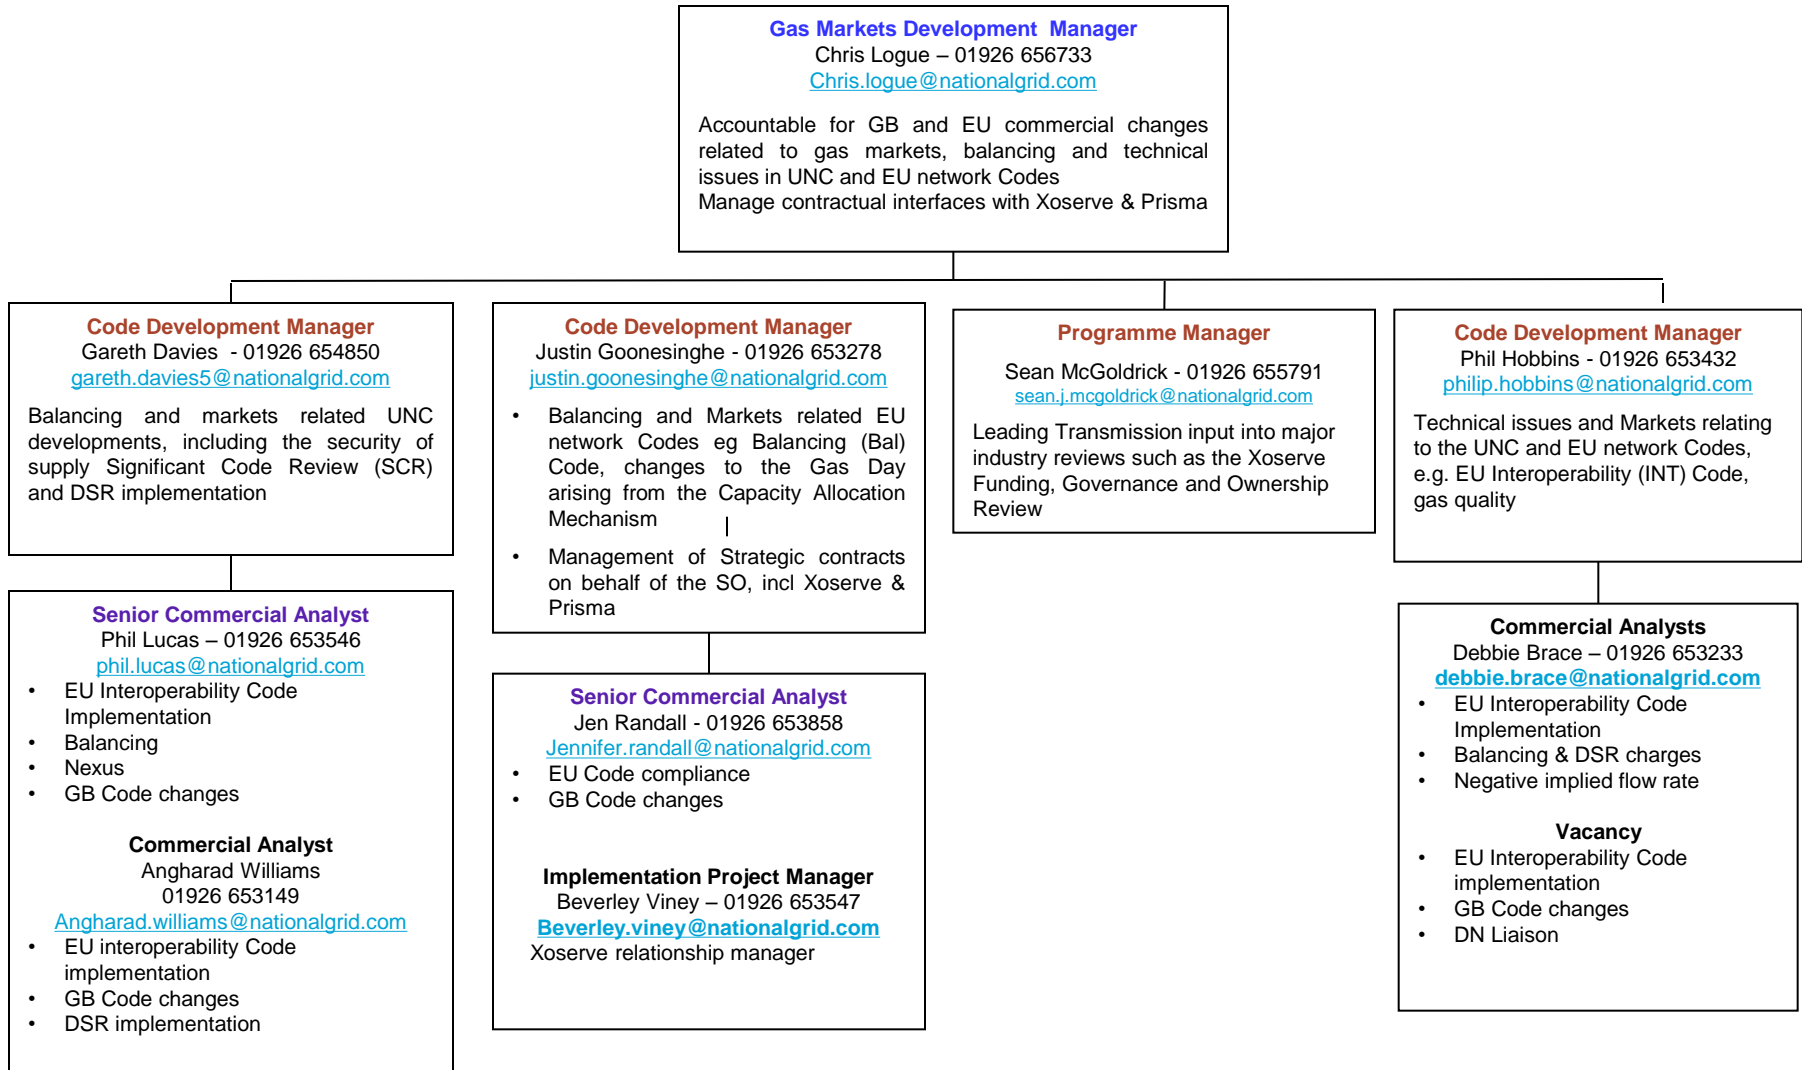 Gas Markets Development  Manager
Chris Logue – 01926 656733
Chris.logue@nationalgrid.com
Accountable for GB and EU commercial changes
related to gas markets, balancing and technical
issues in UNC and EU network Codes
Manage contractual interfaces with Xoserve & Prisma
Code Development Manager
Gareth Davies  - 01926 654850
gareth.davies5@nationalgrid.com
Balancing and markets related UNC
developments, including the security of
supply Significant Code Review (SCR)
and DSR implementation
Code Development Manager
Justin Goonesinghe - 01926 653278
justin.goonesinghe@nationalgrid.com
• Balancing and Markets related EU
network Codes eg Balancing (Bal)
Code, changes to the Gas Day
arising from the Capacity Allocation
Mechanism
• Management of Strategic contracts
on behalf of the SO, incl Xoserve &
Prisma
Programme Manager
Sean McGoldrick - 01926 655791
sean.j.mcgoldrick@nationalgrid.com
Leading Transmission input into major
industry reviews such as the Xoserve
Funding, Governance and Ownership
Review
Code Development Manager
Phil Hobbins - 01926 653432
philip.hobbins@nationalgrid.com
Technical issues and Markets relating
to the UNC and EU network Codes,
e.g. EU Interoperability (INT) Code,
gas quality
Senior Commercial Analyst
Phil Lucas – 01926 653546
phil.lucas@nationalgrid.com
• EU Interoperability Code
Implementation
• Balancing
• Nexus
• GB Code changes
Commercial Analyst
Angharad Williams
01926 653149
Angharad.williams@nationalgrid.com
• EU interoperability Code
implementation
• GB Code changes
• DSR implementation
Senior Commercial Analyst
Jen Randall - 01926 653858
Jennifer.randall@nationalgrid.com
• EU Code compliance
• GB Code changes
Implementation Project Manager
Beverley Viney – 01926 653547
Beverley.viney@nationalgrid.com
Xoserve relationship manager
Commercial Analysts
Debbie Brace – 01926 653233
debbie.brace@nationalgrid.com
• EU Interoperability Code
Implementation
• Balancing & DSR charges
• Negative implied flow rate
Vacancy
• EU Interoperability Code
implementation
• GB Code changes
• DN Liaison